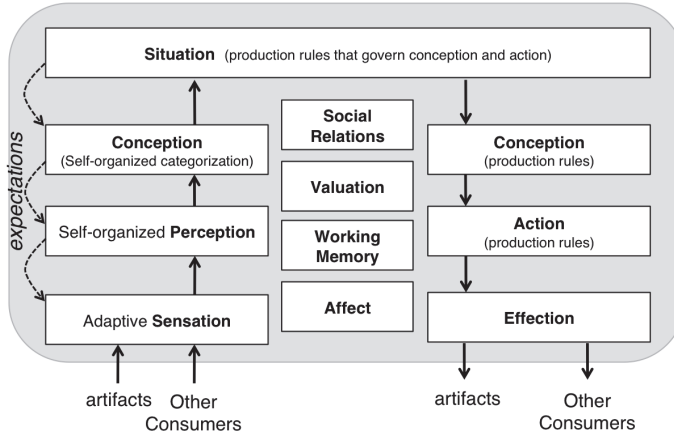 Situation (production rules that govern conception and action)
expectations
Conception
(Self-organized categorization)
Self-organized Perception
Adaptive Sensation
Social
Relations
Valuation
Working
Memory
Affect
Conception
(production rules)
Action
(production rules)
Effection
artifacts
Other
Consumers
artifacts
Other
Consumers